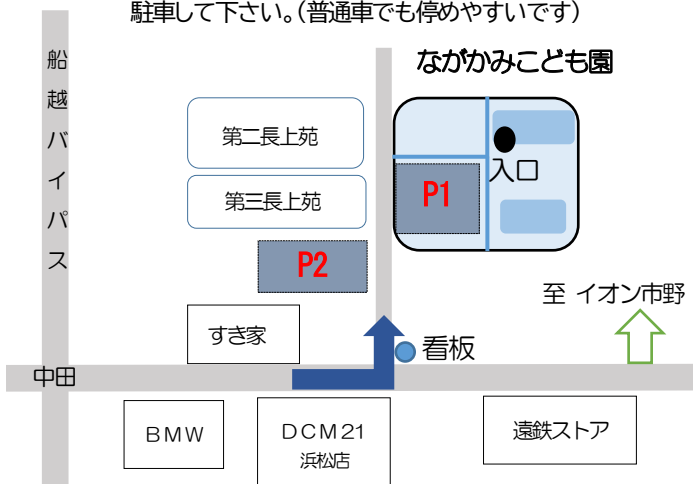 駐車して下さい。（普通車でも停めやすいです）
船越バイパス
ながかみこども園
第二長上苑
入口
第三長上苑
P1
P2
至 イオン市野
すき家
看板
中田
BMW
DCM21
浜松店
遠鉄ストア